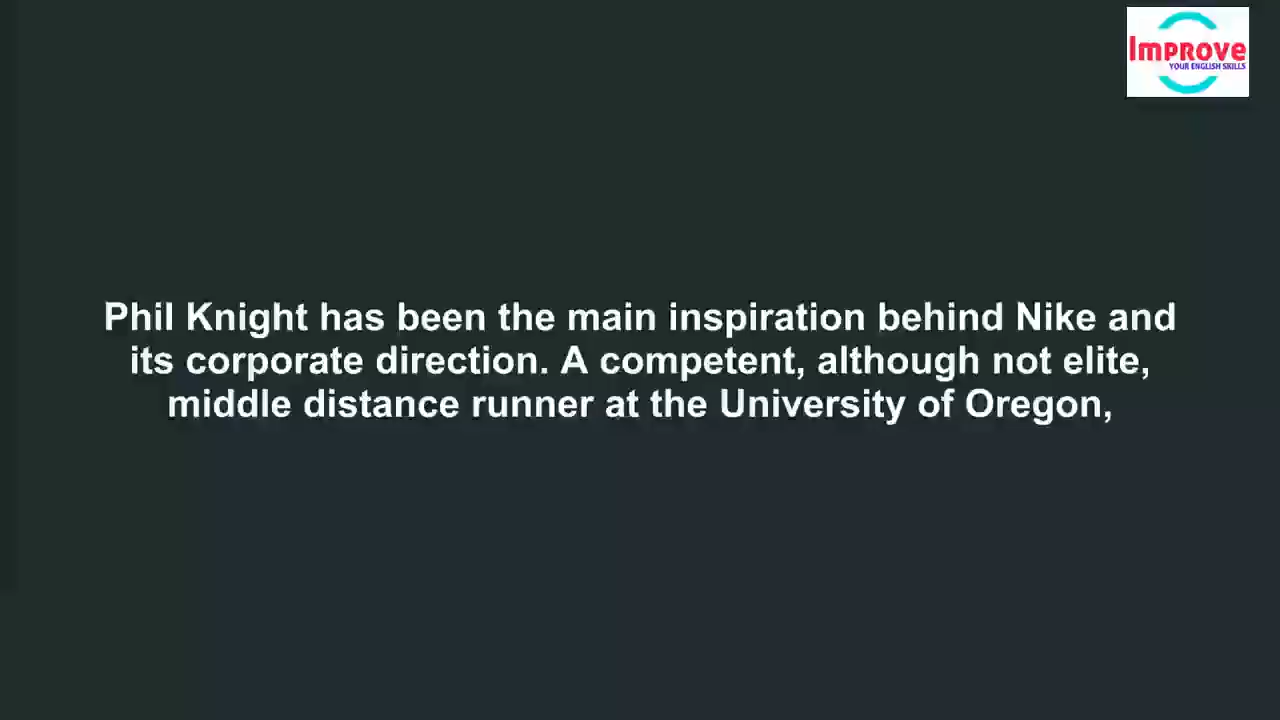 Improve
YOUR ENGLISH SKILLS
Phil Knight has been the main inspiration behind Nike and
its corporate direction. A competent, although not elite,
middle distance runner at the University of Oregon,